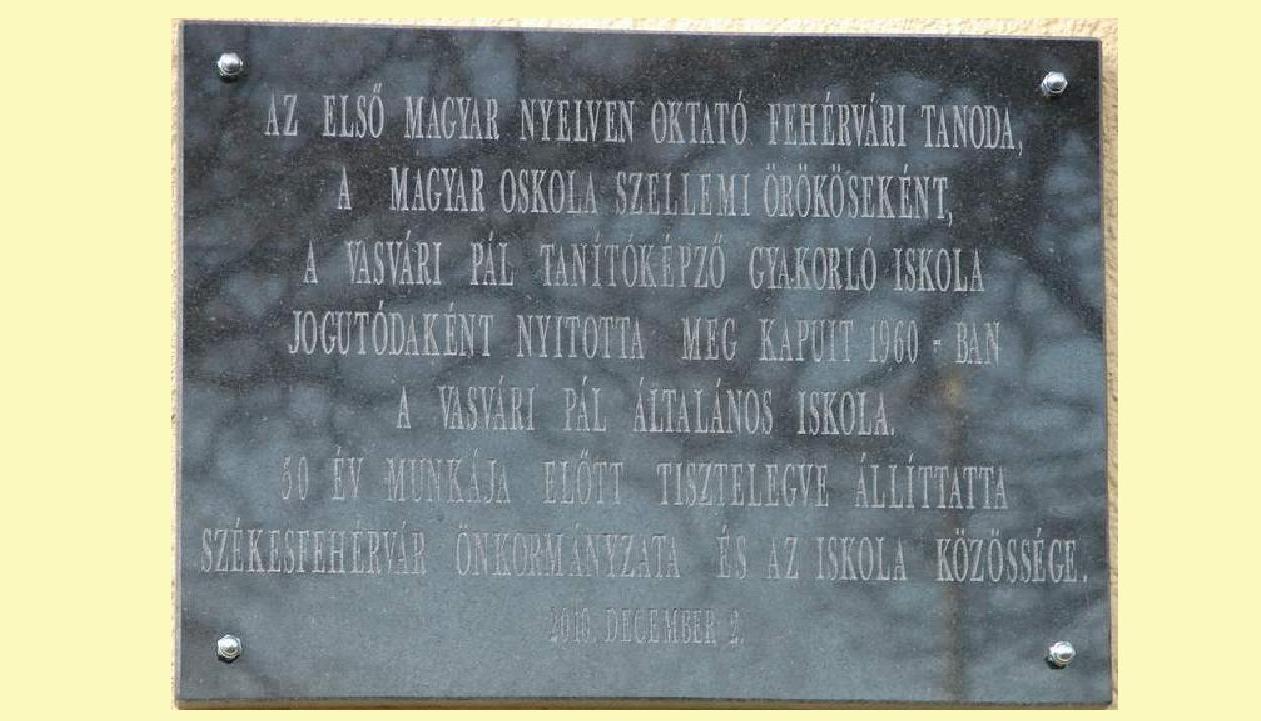 AZ ELSŐ MAGYAR NYELVEN OKTATÓ FEHÉRVÁRI TANODA,
A MAGYAR OSKOLA SZELLEMI ÖRÖKÖSEKÉNT,
A VASVÁRI PÁL TANÍTÓKÉPZŐ GYAKORLÓ ISKOLA
JOGUTÓDAKÉNT NYITOTTA MEG KAPUIT 1960 - BAN
A VASVÁRI PÁL ÁLTALÁNOS ISKOLA.
50 ÉV MUNKÁJA ELŐTT TISZTELEGVE ÁLLÍTTATTA
SZÉKESFEHÉRVÁR ÖNKORMÁNYZATA ÉS AZ ISKOLA KÖZÖSSÉGE.
2010. DECEMBER 2.